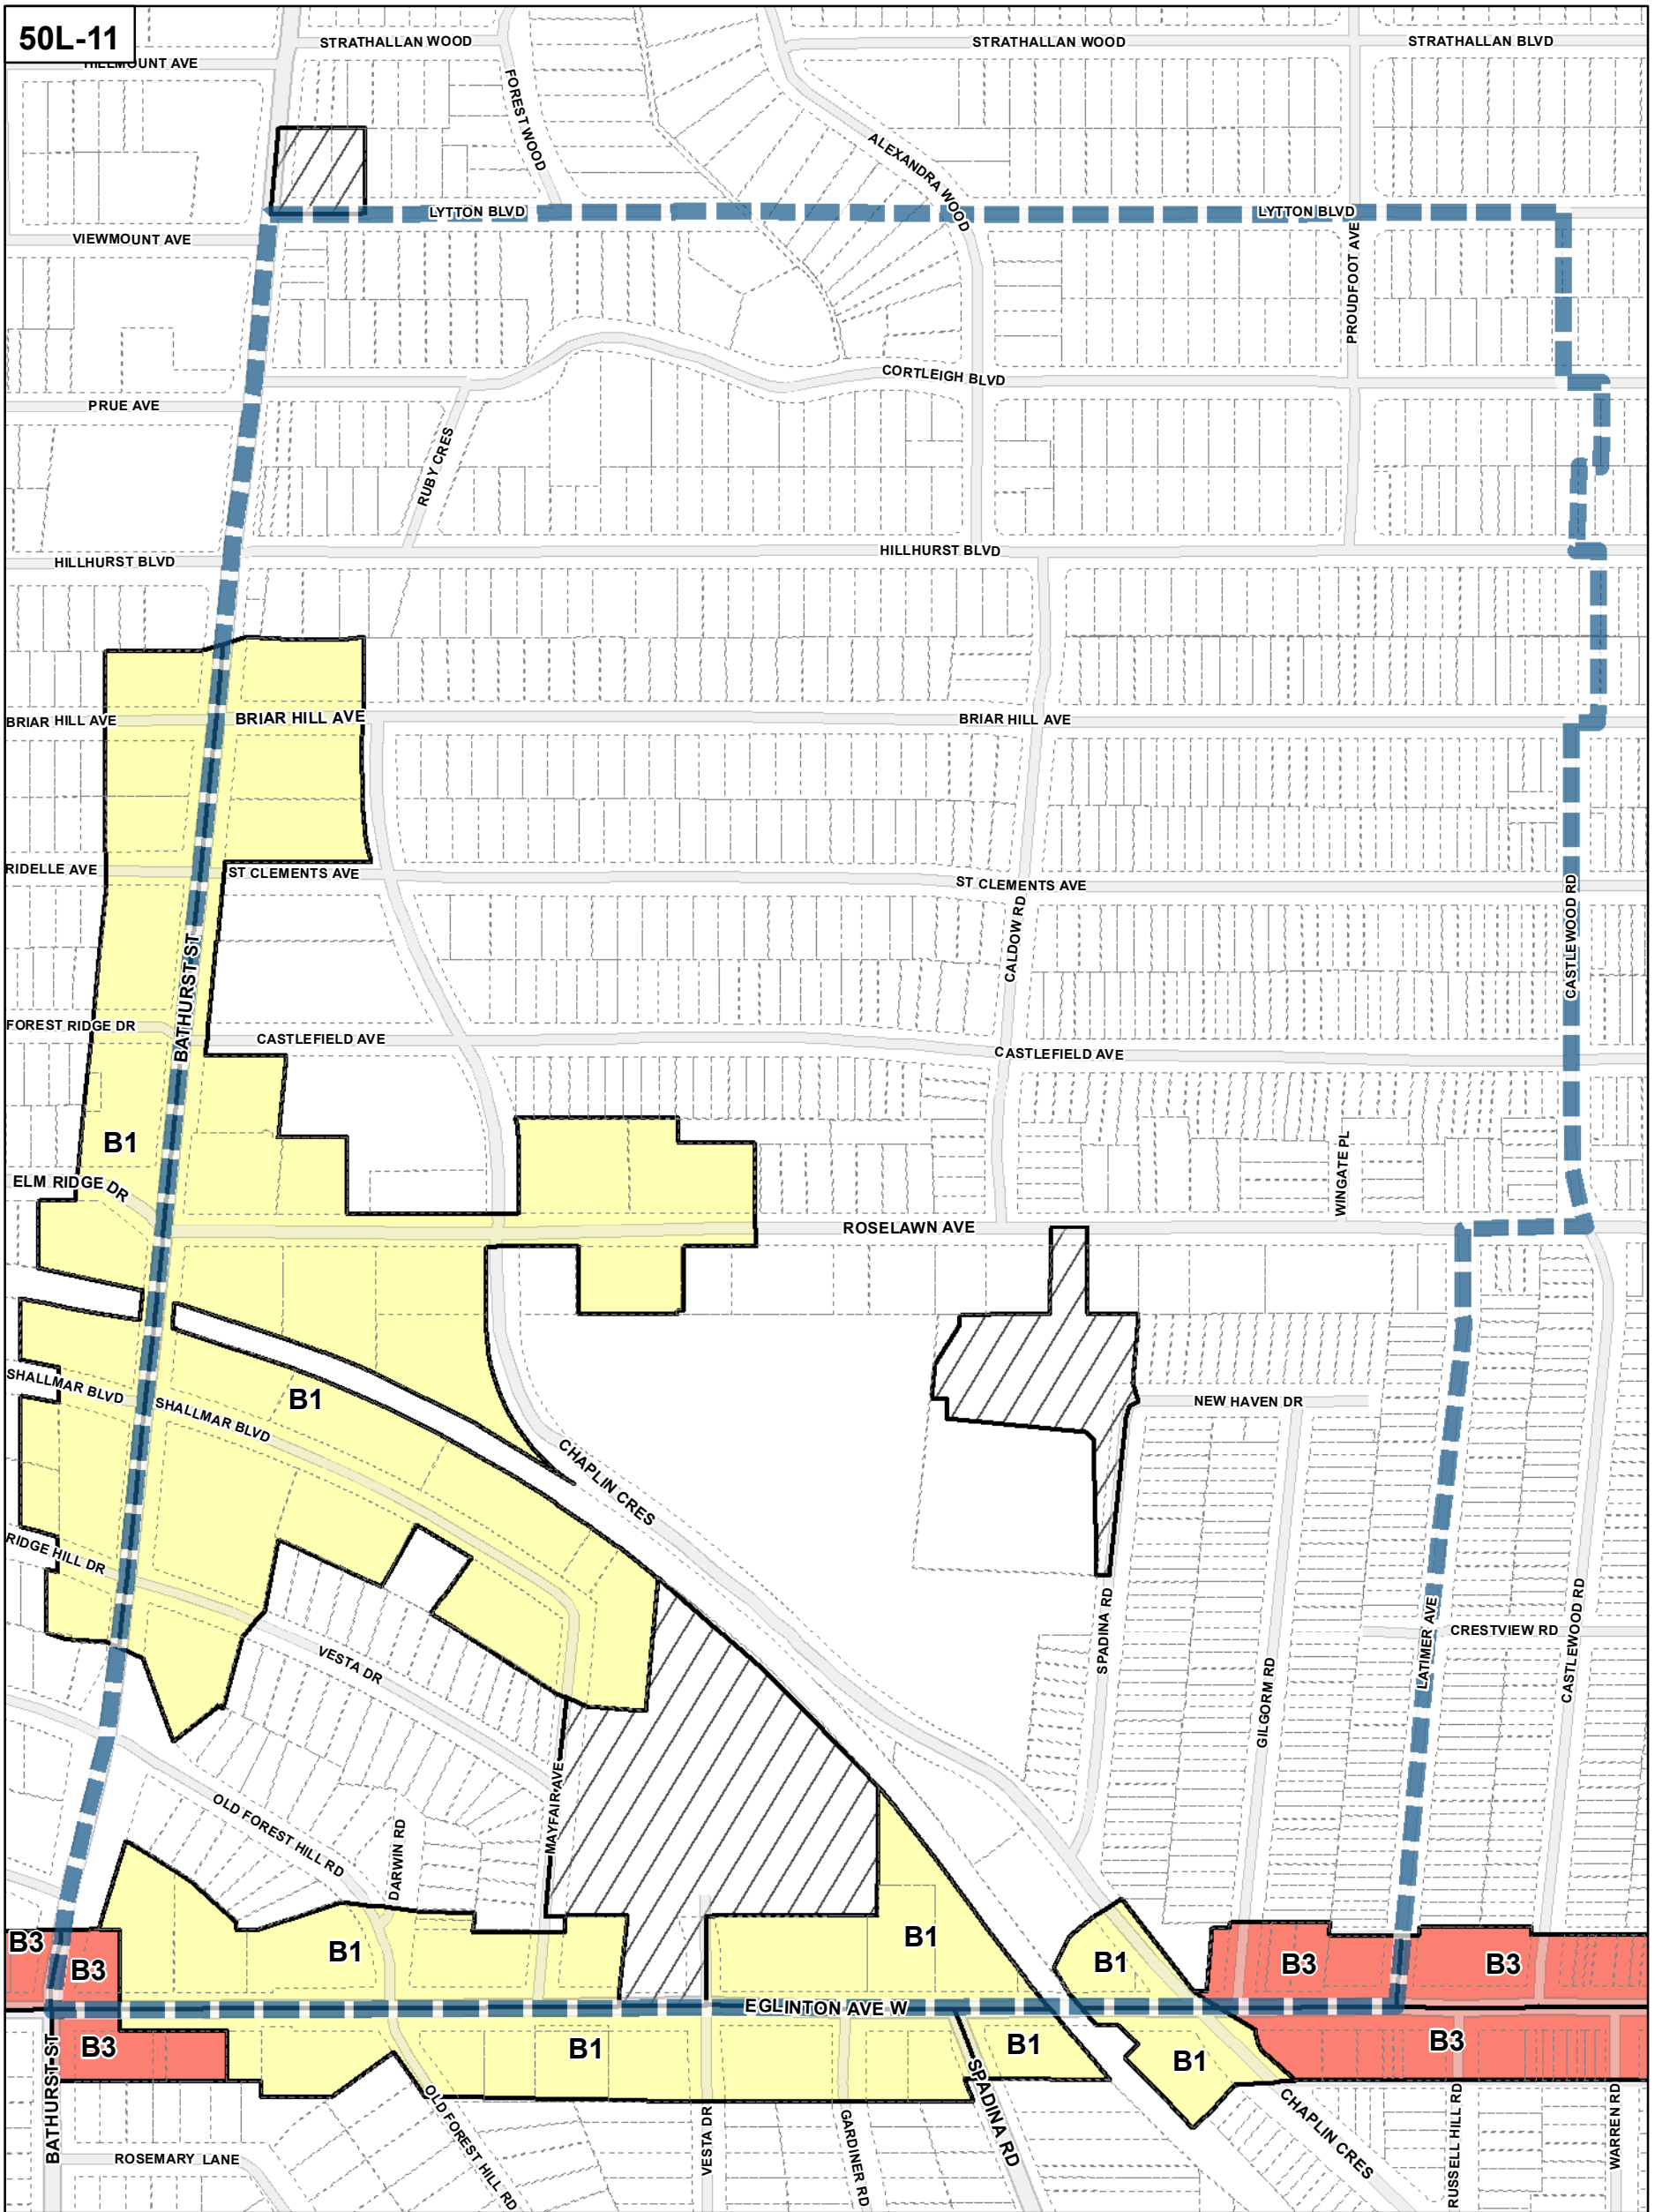 50L-11
STRATHALLAN WOOD
STRATHALLAN WOOD
STRATHALLAN BLVD
HILLMOUNT AVE
FOREST WOOD
ALEXANDRA WOOD
LYTTON BLVD
LYTTON BLVD
VIEWMOUNT AVE
PROUDFOOT AVE
CORTLEIGH BLVD
PRUE AVE
RUBY CRES
HILLHURST BLVD
HILLHURST BLVD
BRIAR HILL AVE
BRIAR HILL AVE
BRIAR HILL AVE
RIDELLE AVE
ST CLEMENTS AVE
ST CLEMENTS AVE
CALDOW RD
CASTLEWOOD RD
BATHURST ST
FOREST RIDGE DR
CASTLEFIELD AVE
CASTLEFIELD AVE
B1
WINGATE PL
ELM RIDGE DR
ROSELAWN AVE
SHALLMAR BLVD
B1
SHALLMAR BLVD
NEW HAVEN DR
CHAPLIN CRES
RIDGE HILL DR
VESTA DR
SPADINA RD
GILGORM RD
LATIMER AVE
CRESTVIEW RD
CASTLEWOOD RD
OLD FOREST HILL RD
DARWIN RD
MAYFAIR AVE
B3
B3
B1
B1
B1
B3
B3
EGLINTON AVE W
B3
B1
B1
B1
B3
BATHURST ST
SPADINA RD
OLD FOREST HILL RD
VESTA DR
GARDINER RD
CHAPLIN CRES
RUSSELL HILL RD
WARREN RD
ROSEMARY LANE